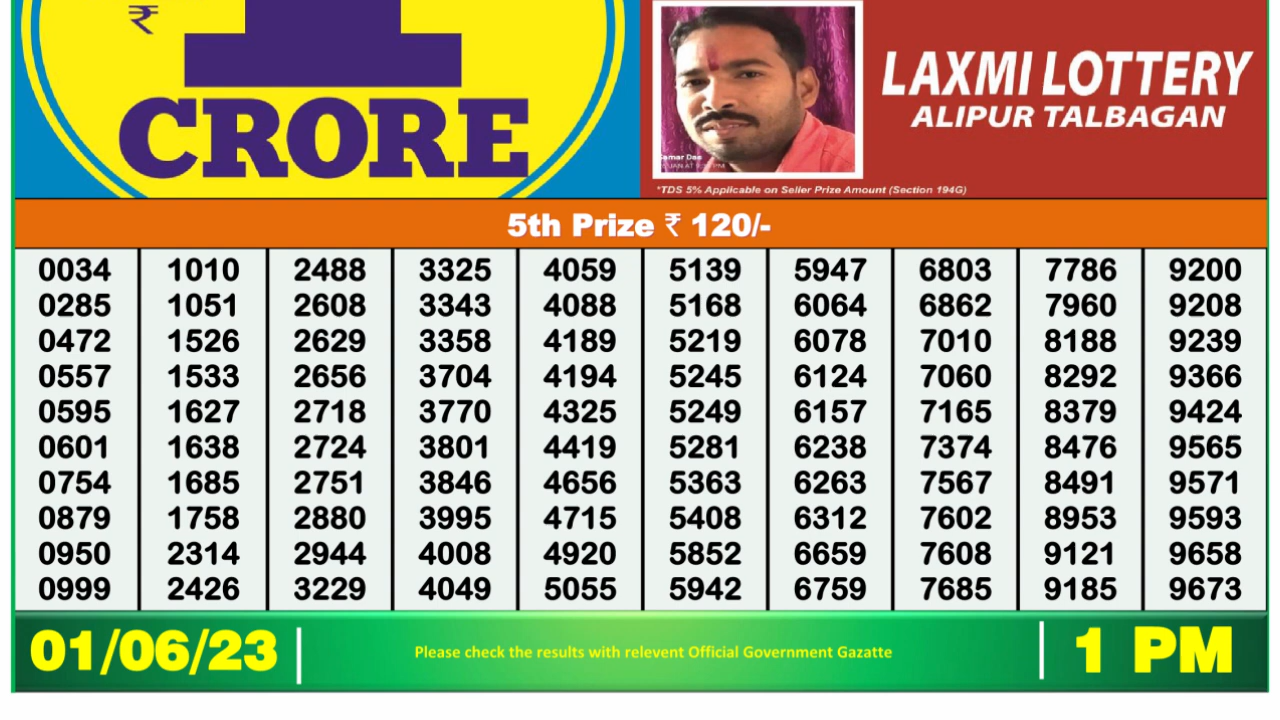 ₹
CRORE
LAXMI LOTTERY
ALIPUR TALBAGAN
*TDS 5% Applicable on Seller Prize Amount (Section 194G)
5th Prize ₹ 120/-
0034 1010 2488 3325 4059 5139 5947 6803 7786 9200
0285 1051 2608 3343 4088 5168 6064 6862 7960 9208
0472 1526 2629 3358 4189 5219 6078 7010 8188 9239
0557 1533 2656 3704 4194 5245 6124 7060 8292 9366
0595 1627 2718 3770 4325 5249 6157 7165 8379 9424
0601 1638 2724 3801 4419 5281 6238 7374 8476 9565
0754 1685 2751 3846 4656 5363 6263 7567 8491 9571
0879 1758 2880 3995 4715 5408 6312 7602 8953 9593
0950 2314 2944 4008 4920 5852 6659 7608 9121 9658
0999 2426 3229 4049 5055 5942 6759 7685 9185 9673
01/06/23
Please check the results with relevent Official Government Gazatte
1 PM